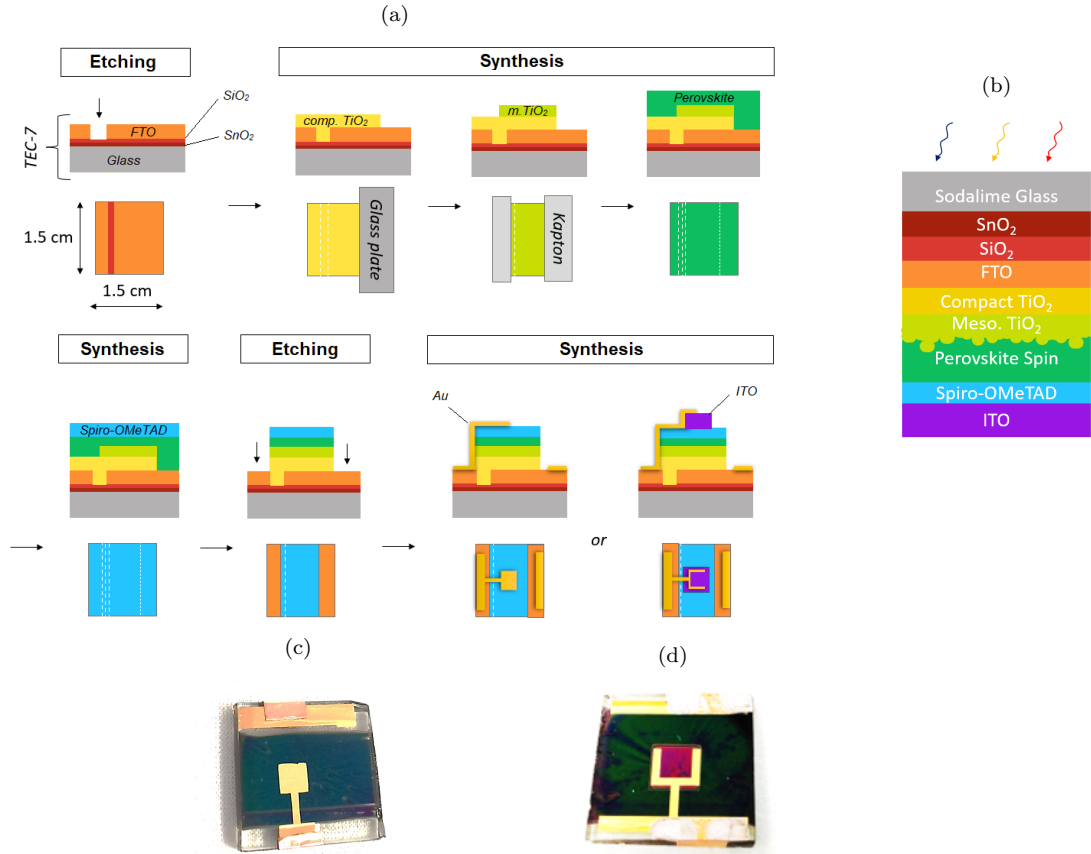 (a)
Etching
Synthesis
(b)
SiO₂
SnO₂
TEC-7
FTO
Glass
comp. TiO₂
m.TiO₂
Perovskite
1.5 cm
1.5 cm
Glass plate
Kapton
Sodalime Glass
SnO₂
SiO₂
FTO
Compact TiO₂
Meso. TiO₂
Perovskite Spin
Spiro-OMeTAD
ITO
Synthesis
Etching
Synthesis
Spiro-OMeTAD
Au
ITO
or
(c)
(d)